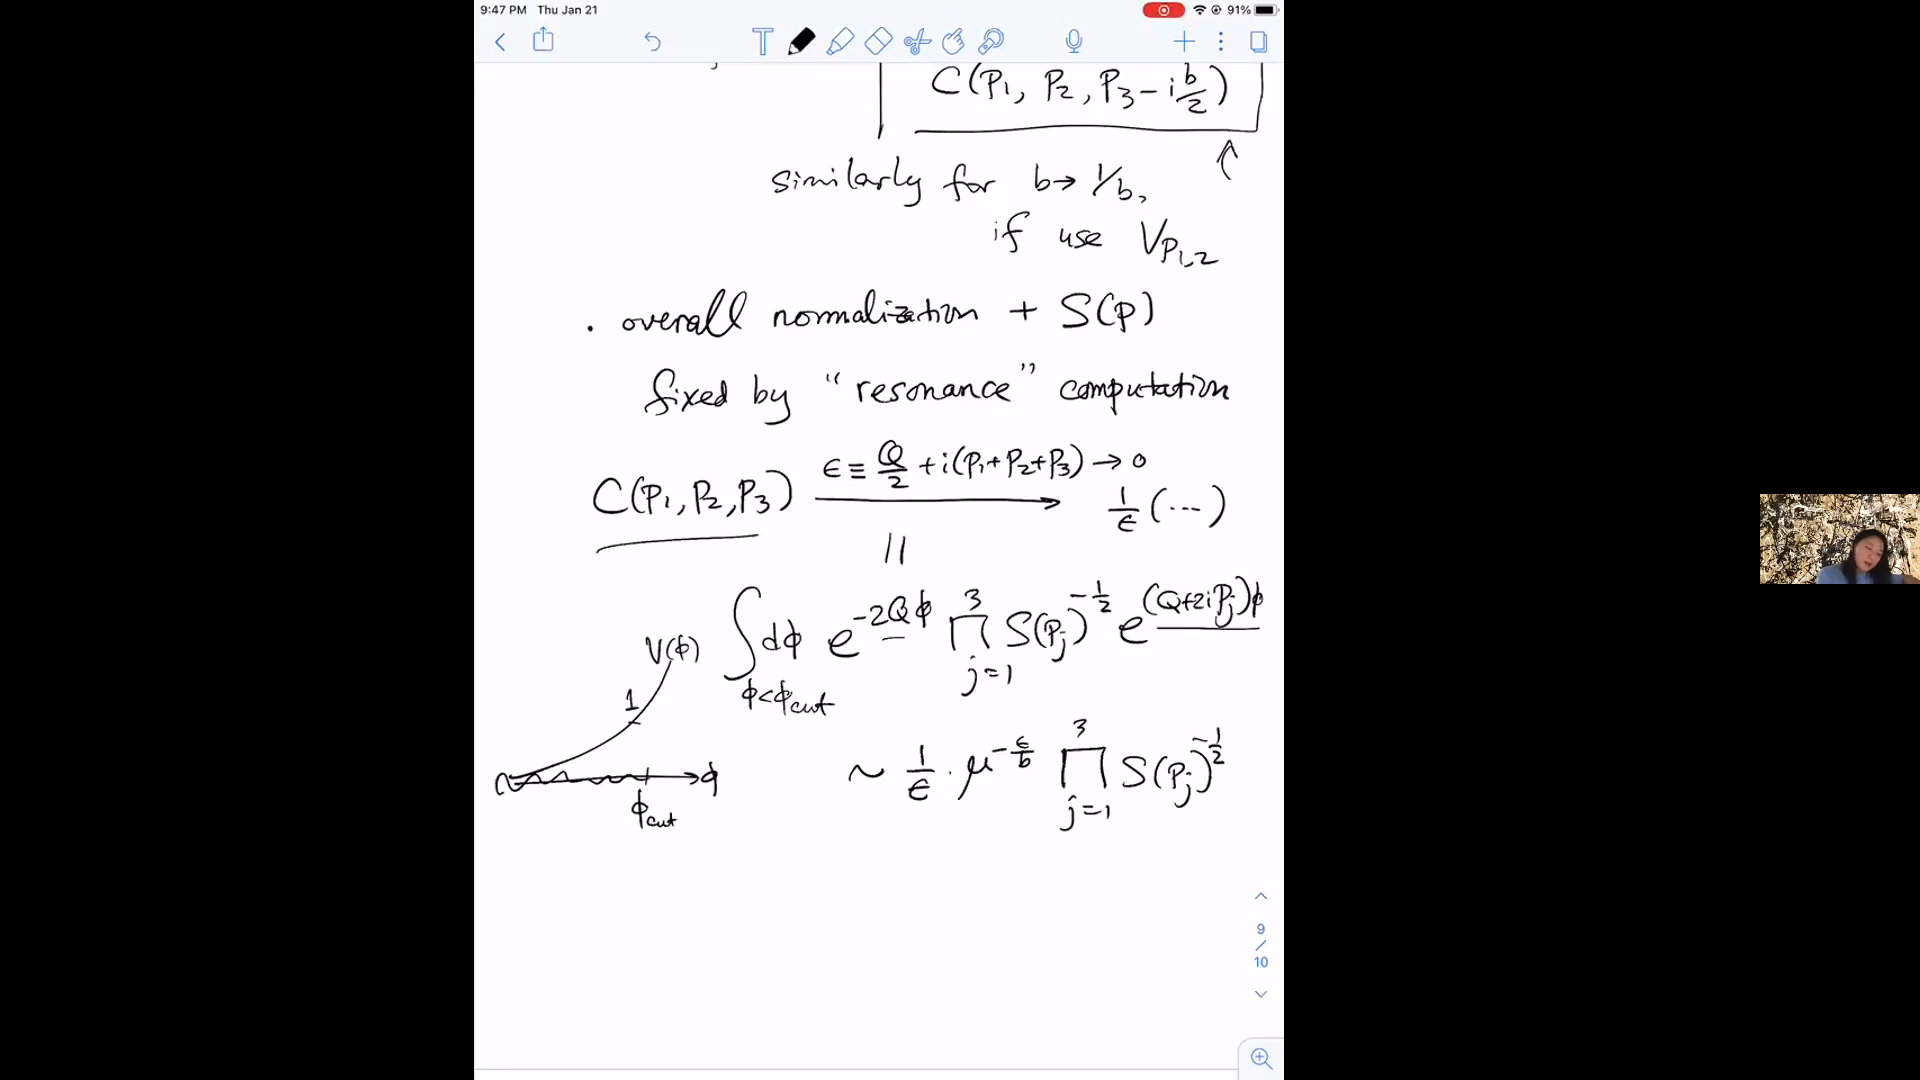 9:47 PM Thu Jan 21
91%
C(P₁, P₂, P₃ - i b/2)
similarly for b → 1/b,
if use V_{P₁,₂}
· overall normalization + S(P)
fixed by "resonance" computation
ϵ ≡ Q/2 + i(P₁+P₂+P₃) → 0
C(P₁, P₂, P₃) ⟶ 1/ϵ (...)
||
V(ϕ)
∫_{ϕ<ϕ_cut} dϕ e^{-2Qϕ} ∏_{j=1}^{3} S(P_j)^{-1/2} e^{(Q+2iP_j)ϕ}
1
ϕ
ϕ_cut
~ 1/ϵ · μ^{-ϵ/b} ∏_{j=1}^{3} S(P_j)^{-1/2}
9
/
10